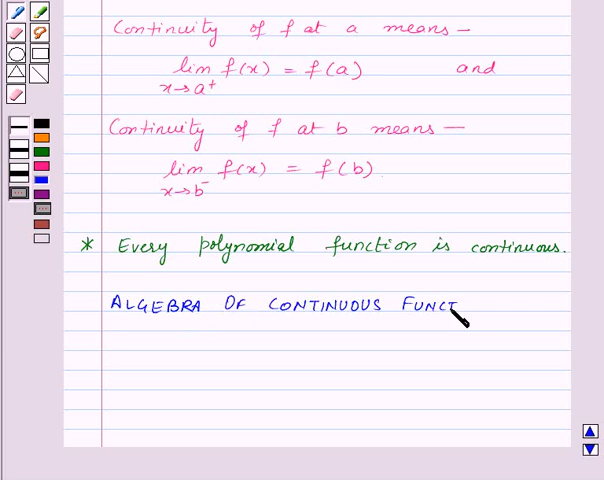 Continuity of f at a means –
lim f(x) = f(a) and
x→a⁺
Continuity of f at b means –
lim f(x) = f(b).
x→b⁻
* Every polynomial function is continuous.
ALGEBRA OF CONTINUOUS FUNCT